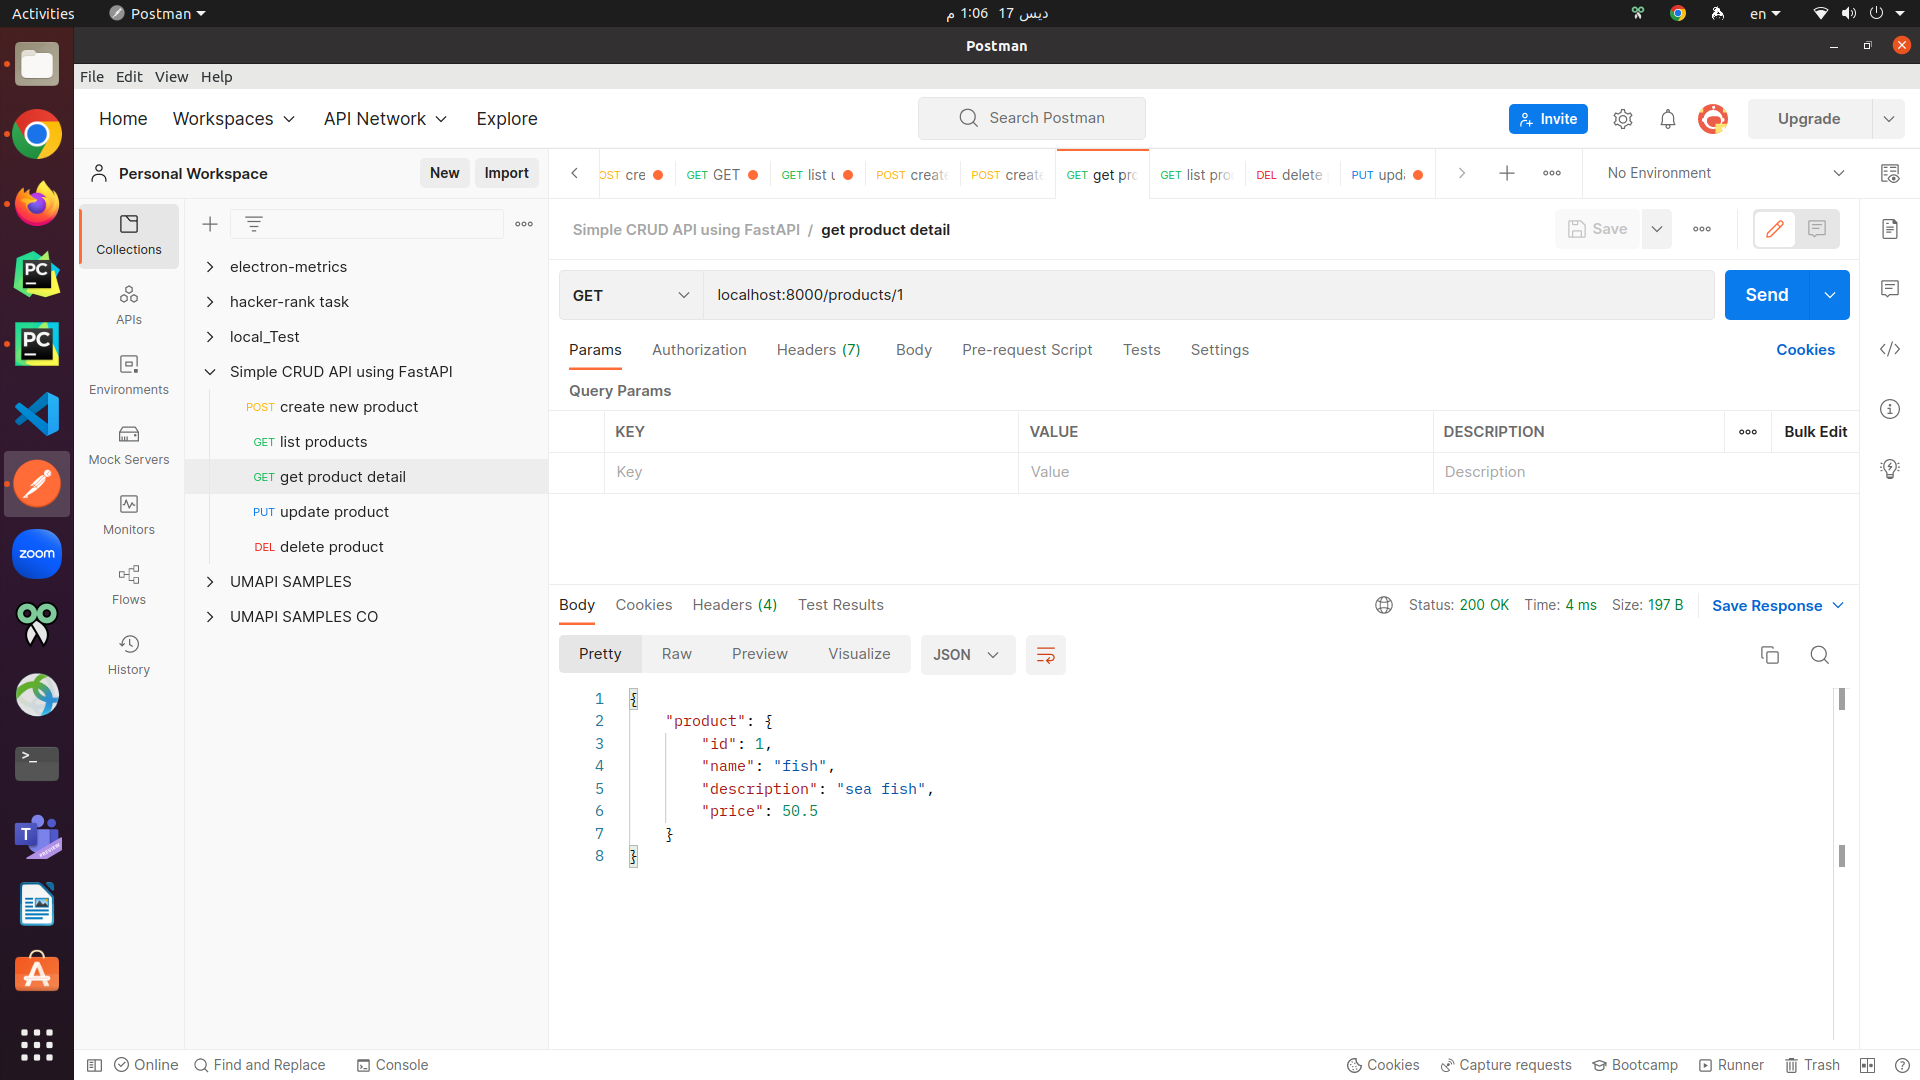 Activities
Postman
1:06 م
17 ديس
en
Postman
File Edit View Help
Home
Workspaces
API Network
Explore
Search Postman
Invite
Upgrade
Personal Workspace
New
Import
OST cre
GET GET
GET list u
POST create
POST create
GET get pro
GET list pro
DEL delete
PUT upda
No Environment
Collections
APIs
Environments
Mock Servers
Monitors
Flows
History
electron-metrics
hacker-rank task
local_Test
Simple CRUD API using FastAPI
POST create new product
GET list products
GET get product detail
PUT update product
DEL delete product
UMAPI SAMPLES
UMAPI SAMPLES CO
Simple CRUD API using FastAPI / get product detail
Save
GET
localhost:8000/products/1
Send
Params
Authorization
Headers (7)
Body
Pre-request Script
Tests
Settings
Cookies
Query Params
KEY
VALUE
DESCRIPTION
Bulk Edit
Key
Value
Description
Body
Cookies
Headers (4)
Test Results
Status: 200 OK
Time: 4 ms
Size: 197 B
Save Response
Pretty
Raw
Preview
Visualize
JSON
1 {
2 "product": {
3 "id": 1,
4 "name": "fish",
5 "description": "sea fish",
6 "price": 50.5
7 }
8 }
PC
PC
zoom
>_
T
PREVIEW
Online
Find and Replace
Console
Cookies
Capture requests
Bootcamp
Runner
Trash